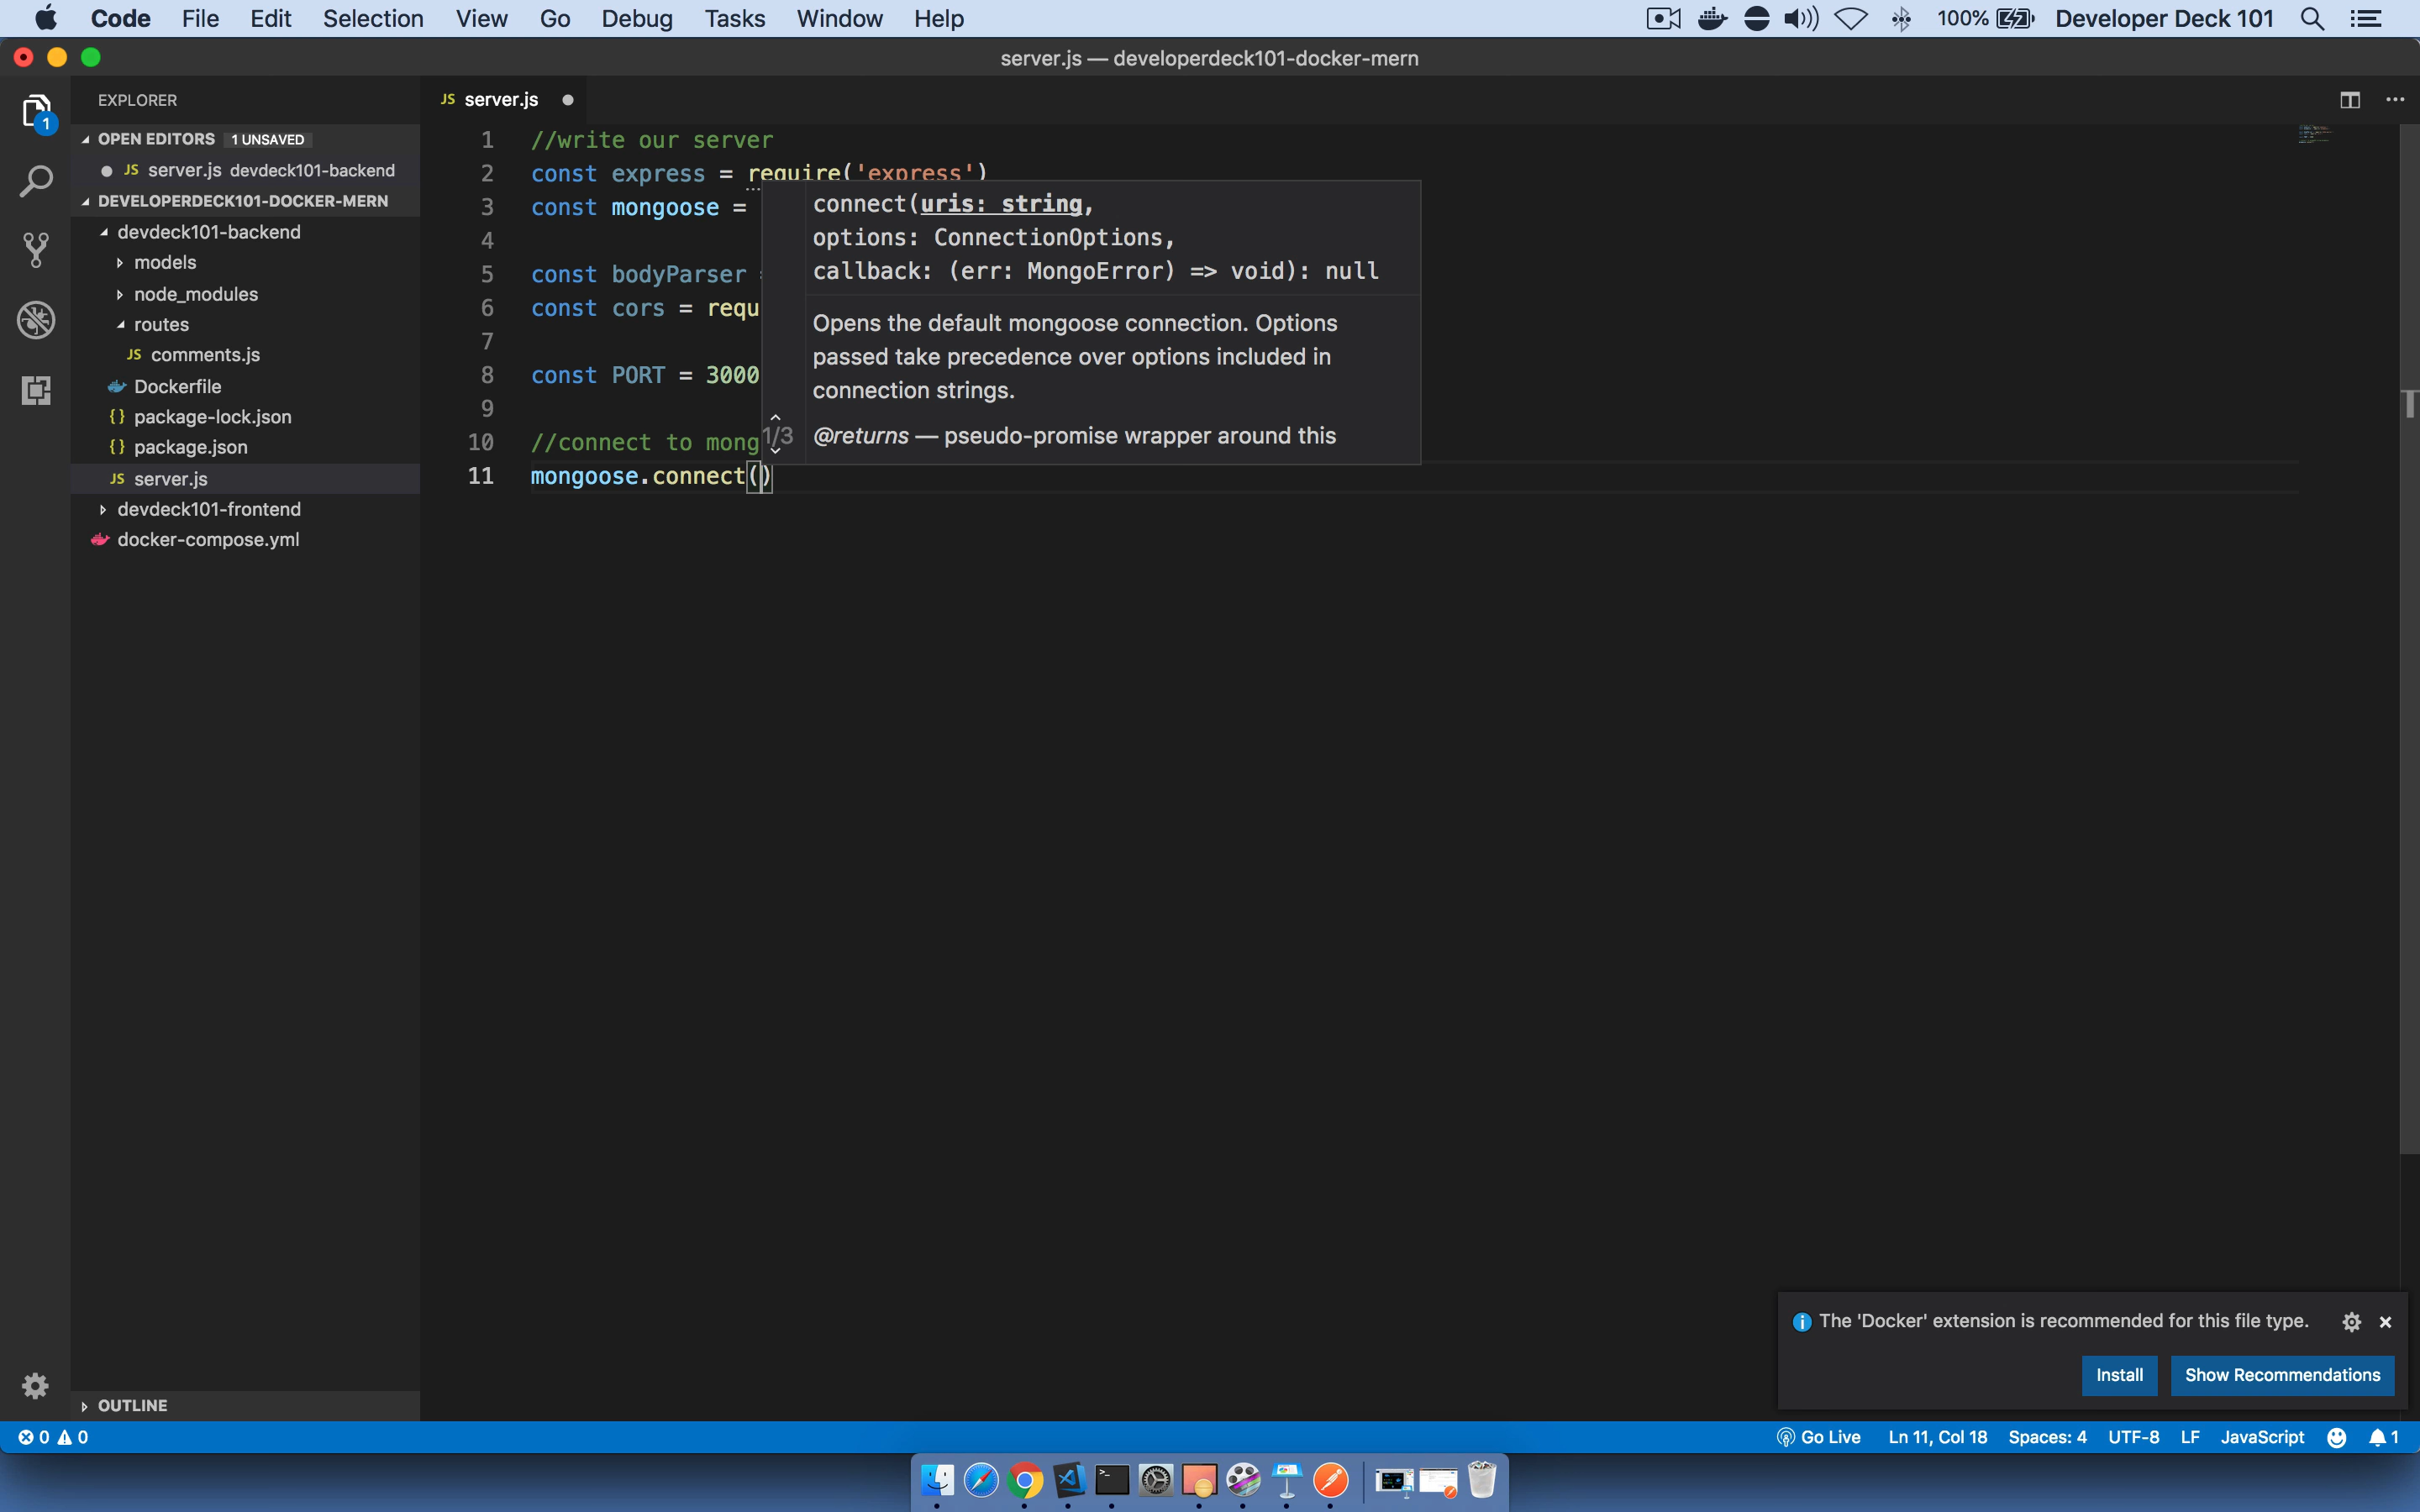 Code File Edit Selection View Go Debug Tasks Window Help 100% Developer Deck 101
server.js — developerdeck101-docker-mern
EXPLORER
OPEN EDITORS 1 UNSAVED
JS server.js devdeck101-backend
DEVELOPERDECK101-DOCKER-MERN
devdeck101-backend
models
node_modules
routes
JS comments.js
Dockerfile
{} package-lock.json
{} package.json
JS server.js
devdeck101-frontend
docker-compose.yml
OUTLINE
1
JS server.js
1 //write our server
2 const express = require('express')
3 const mongoose =
4
5 const bodyParser
6 const cors = requ
7
8 const PORT = 3000
9
10 //connect to mong
11 mongoose.connect()
connect(uris: string,
options: ConnectionOptions,
callback: (err: MongoError) => void): null
Opens the default mongoose connection. Options
passed take precedence over options included in
connection strings.
1/3 @returns — pseudo-promise wrapper around this
The 'Docker' extension is recommended for this file type.
Install Show Recommendations
0 0 Go Live Ln 11, Col 18 Spaces: 4 UTF-8 LF JavaScript 1